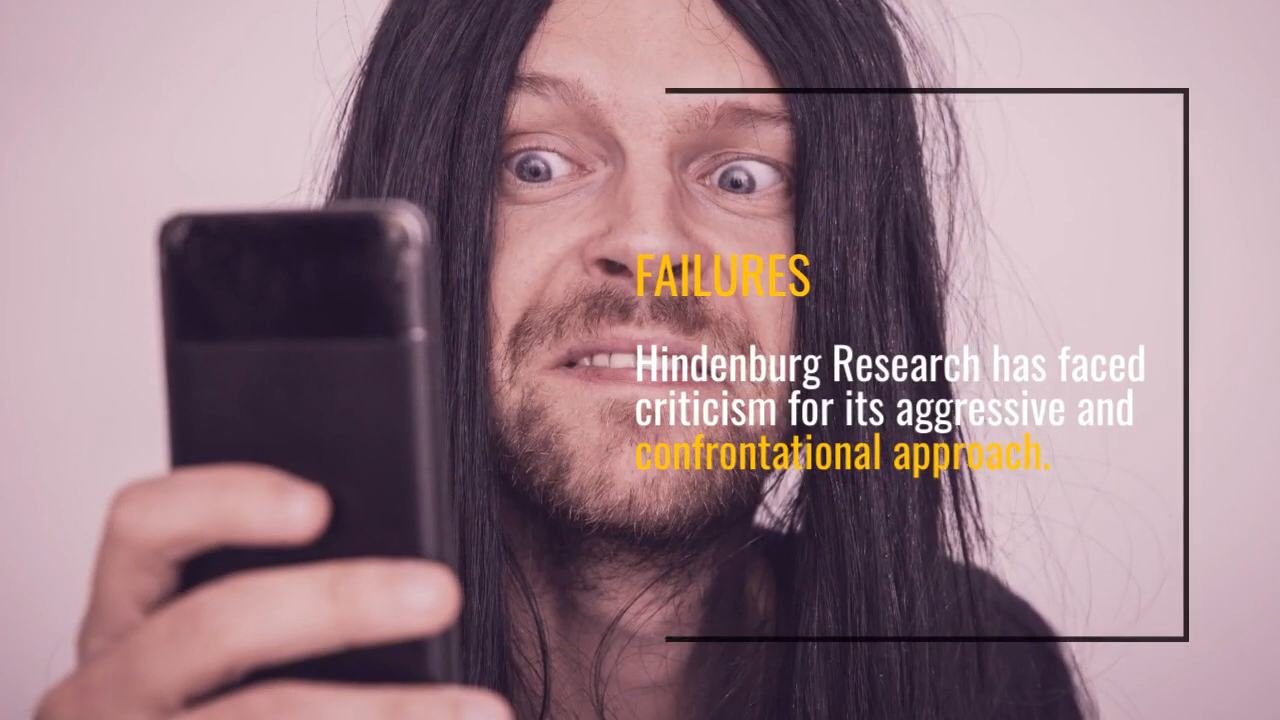 FAILURES
Hindenburg Research has faced
criticism for its aggressive and
confrontational approach.